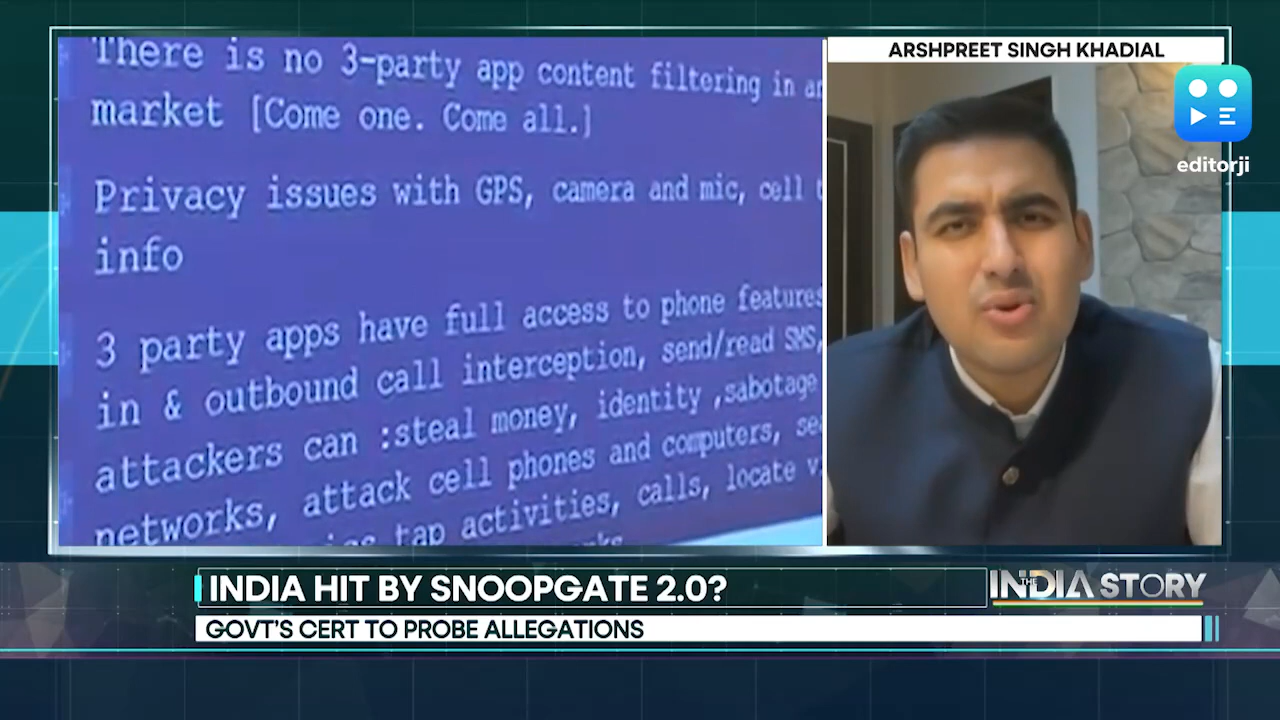 There is no 3-party app content filtering in
market [Come one. Come all.]
Privacy issues with GPS, camera and mic, cell
info
3 party apps have full access to phone features
in & outbound call interception, send/read SMS,
attackers can :steal money, identity ,sabotage
networks, attack cell phones and computers,
tap activities, calls, locate
ARSHPREET SINGH KHADIAL
editorji
INDIA HIT BY SNOOPGATE 2.0?
THE INDIA STORY
GOVT'S CERT TO PROBE ALLEGATIONS